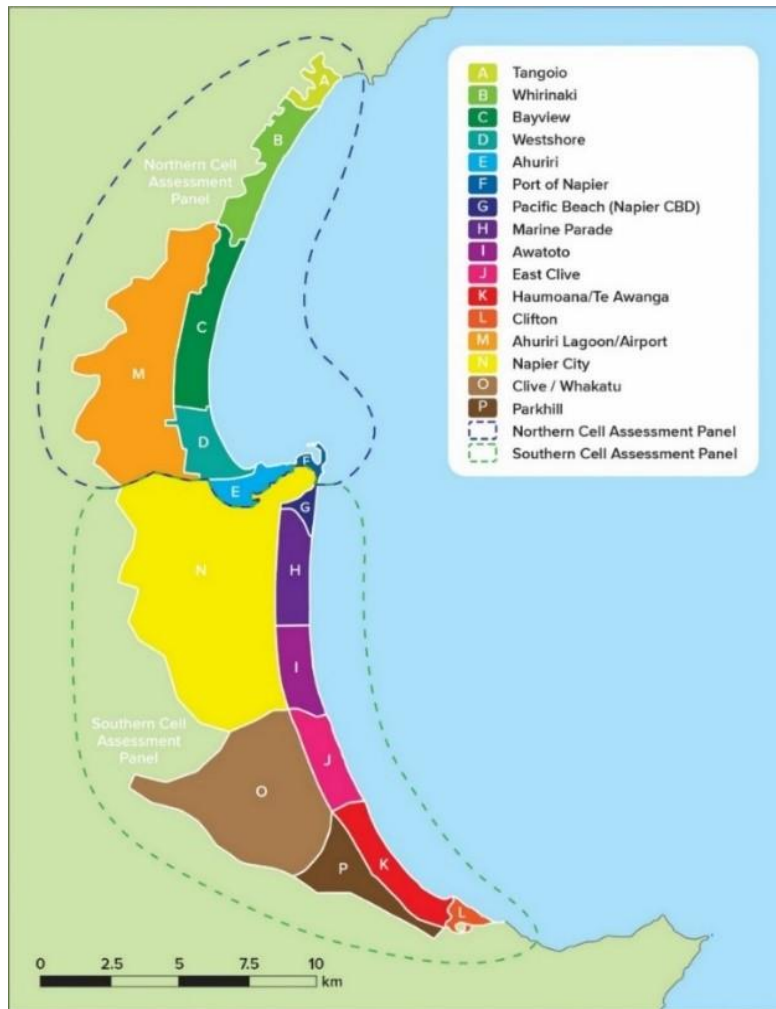 A Tangoio
B Whirinaki
C Bayview
D Westshore
E Ahuriri
F Port of Napier
G Pacific Beach (Napier CBD)
H Marine Parade
I Awatoto
J East Clive
K Haumoana/Te Awanga
L Clifton
M Ahuriri Lagoon/Airport
N Napier City
O Clive / Whakatu
P Parkhill
Northern Cell Assessment Panel
Southern Cell Assessment Panel
A
B
Northern Cell
Assessment
Panel
C
M
D
F
E
G
N
H
I
Southern Cell
Assessment
Panel
J
O
P
K
L
0 2.5 5 7.5 10
km